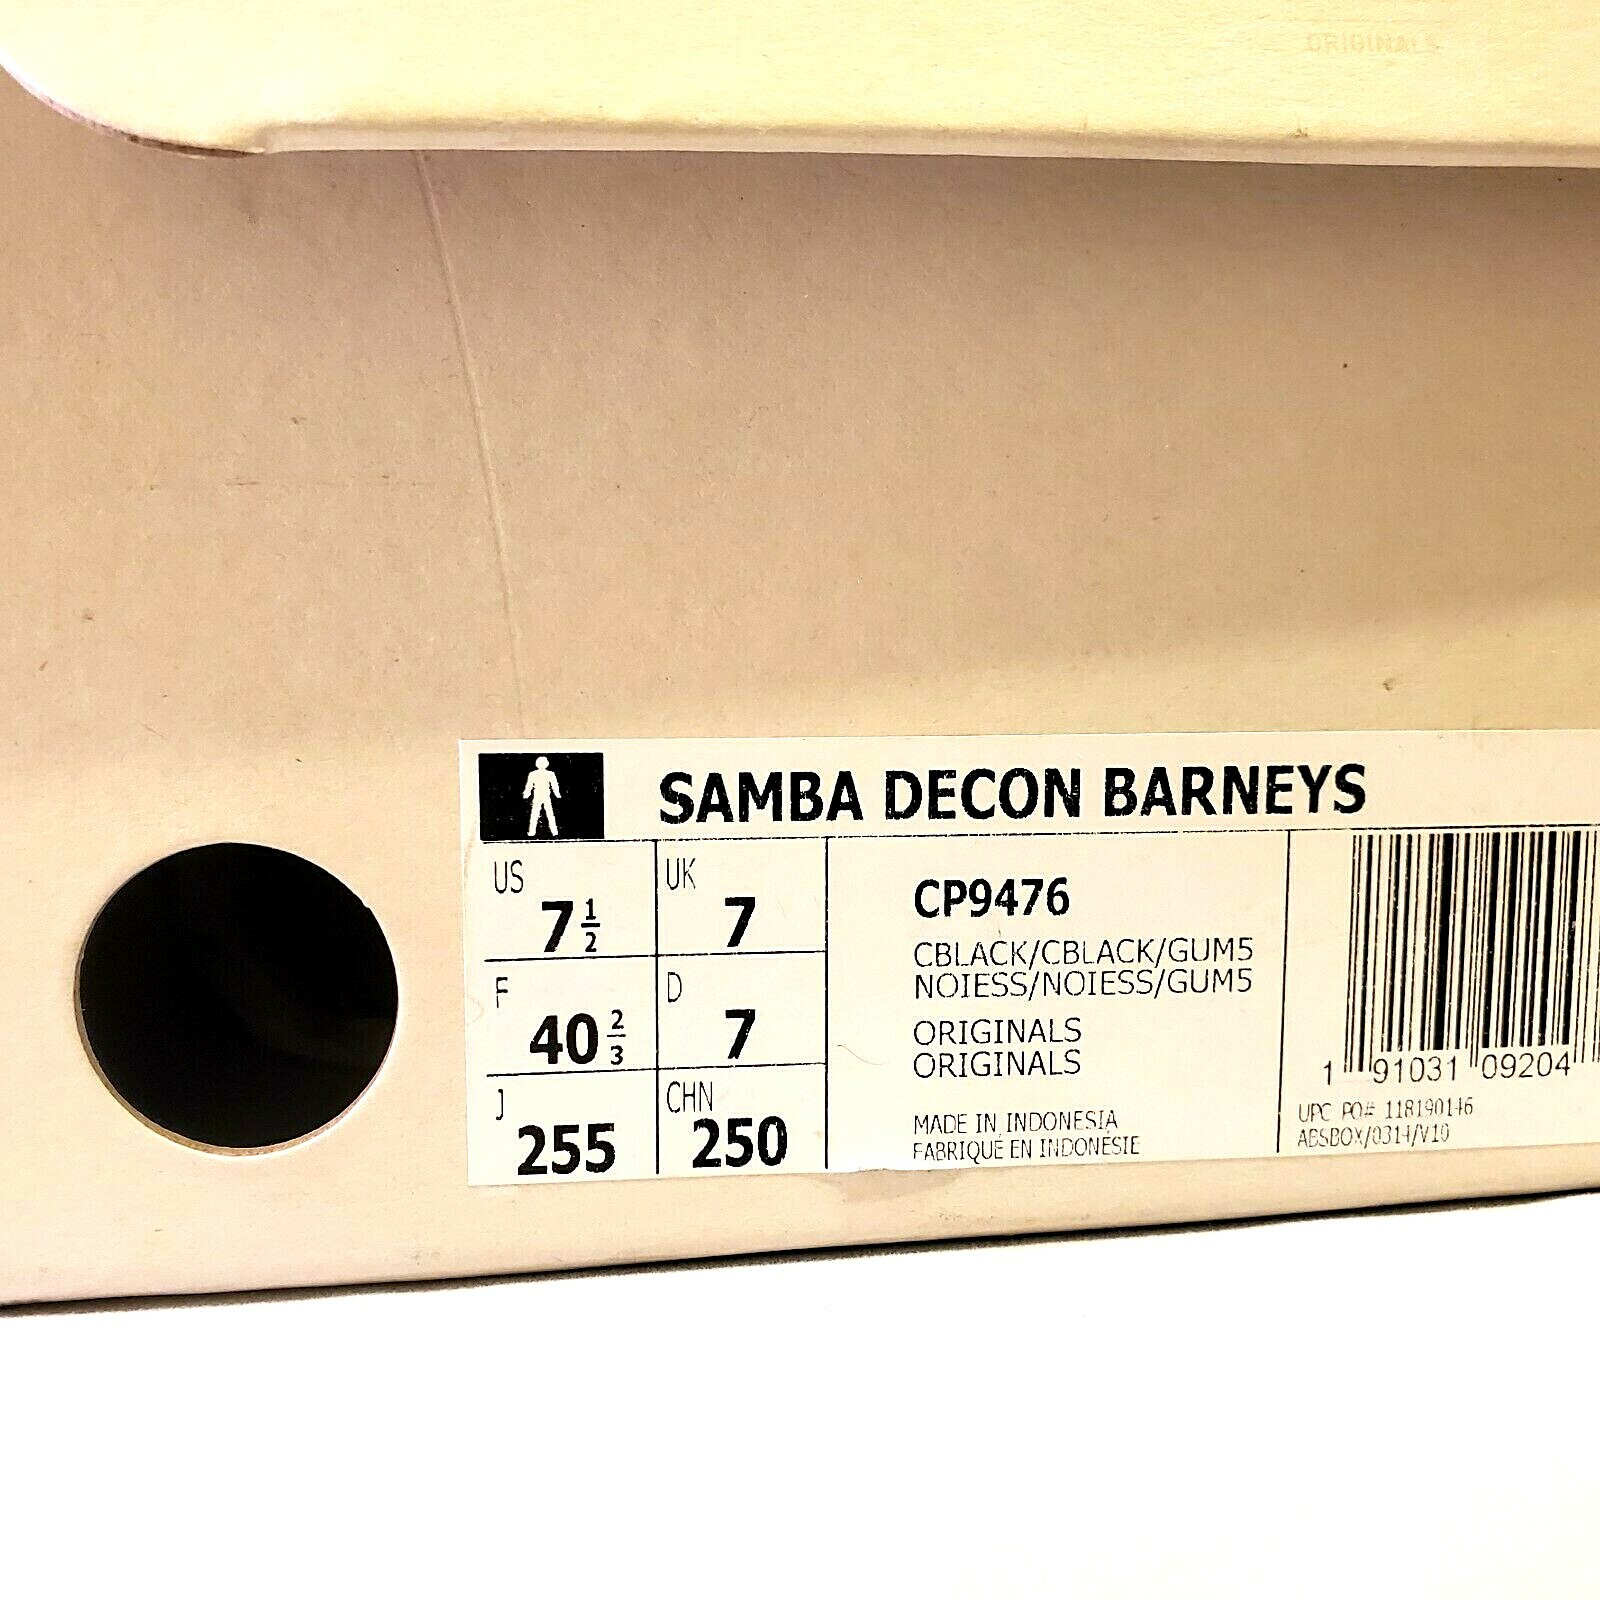 ORIGINALS
SAMBA DECON BARNEYS
US 7 1/2
UK 7
F 40 2/3
D 7
J 255
CHN 250
CP9476
CBLACK/CBLACK/GUM5
NOIESS/NOIESS/GUM5
ORIGINALS
ORIGINALS
MADE IN INDONESIA
FABRIQUÉ EN INDONÉSIE
1 91031 09204
UPC PO# 118190146
ABSBOX/0314/V10